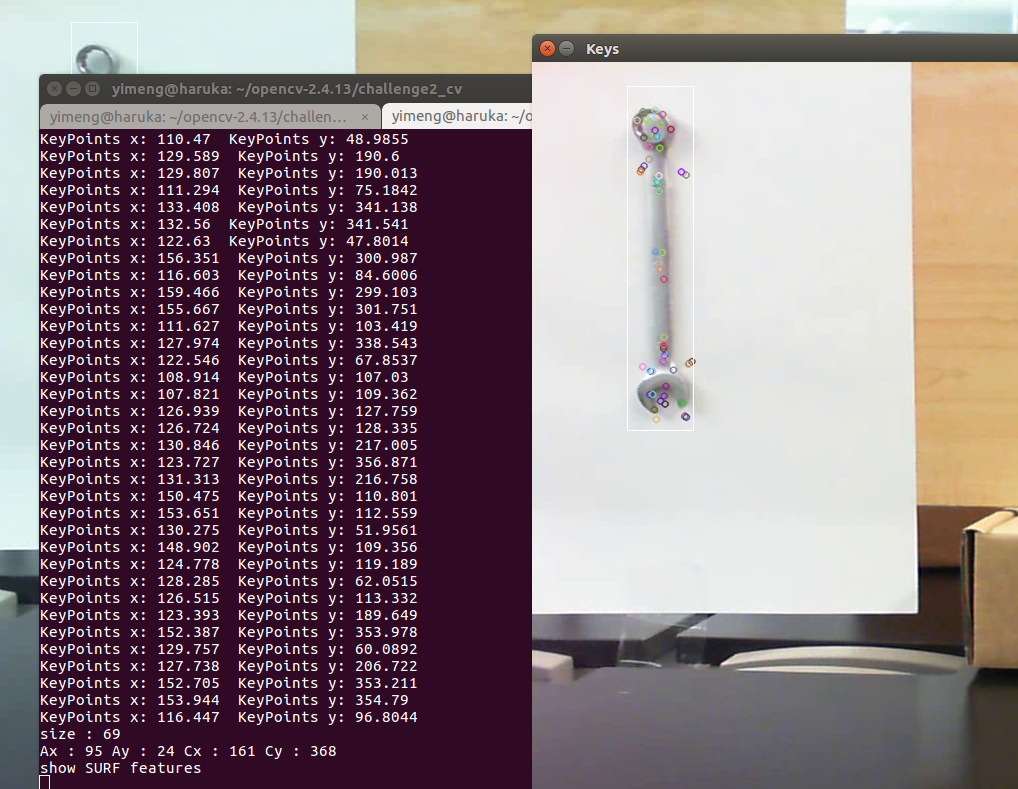 yimeng@haruka: ~/opencv-2.4.13/challenge2_cv
yimeng@haruka: ~/opencv-2.4.13/challen... × yimeng@haruka: ~/o
KeyPoints x: 110.47  KeyPoints y: 48.9855
KeyPoints x: 129.589  KeyPoints y: 190.6
KeyPoints x: 129.807  KeyPoints y: 190.013
KeyPoints x: 111.294  KeyPoints y: 75.1842
KeyPoints x: 133.408  KeyPoints y: 341.138
KeyPoints x: 132.56  KeyPoints y: 341.541
KeyPoints x: 122.63  KeyPoints y: 47.8014
KeyPoints x: 156.351  KeyPoints y: 300.987
KeyPoints x: 116.603  KeyPoints y: 84.6006
KeyPoints x: 159.466  KeyPoints y: 299.103
KeyPoints x: 155.667  KeyPoints y: 301.751
KeyPoints x: 111.627  KeyPoints y: 103.419
KeyPoints x: 127.974  KeyPoints y: 338.543
KeyPoints x: 122.546  KeyPoints y: 67.8537
KeyPoints x: 108.914  KeyPoints y: 107.03
KeyPoints x: 107.821  KeyPoints y: 109.362
KeyPoints x: 126.939  KeyPoints y: 127.759
KeyPoints x: 126.724  KeyPoints y: 128.335
KeyPoints x: 130.846  KeyPoints y: 217.005
KeyPoints x: 123.727  KeyPoints y: 356.871
KeyPoints x: 131.313  KeyPoints y: 216.758
KeyPoints x: 150.475  KeyPoints y: 110.801
KeyPoints x: 153.651  KeyPoints y: 112.559
KeyPoints x: 130.275  KeyPoints y: 51.9561
KeyPoints x: 148.902  KeyPoints y: 109.356
KeyPoints x: 124.778  KeyPoints y: 119.189
KeyPoints x: 128.285  KeyPoints y: 62.0515
KeyPoints x: 126.515  KeyPoints y: 113.332
KeyPoints x: 123.393  KeyPoints y: 189.649
KeyPoints x: 152.387  KeyPoints y: 353.978
KeyPoints x: 129.757  KeyPoints y: 60.0892
KeyPoints x: 127.738  KeyPoints y: 206.722
KeyPoints x: 152.705  KeyPoints y: 353.211
KeyPoints x: 153.944  KeyPoints y: 354.79
KeyPoints x: 116.447  KeyPoints y: 96.8044
size : 69
Ax : 95 Ay : 24 Cx : 161 Cy : 368
show SURF features
Keys